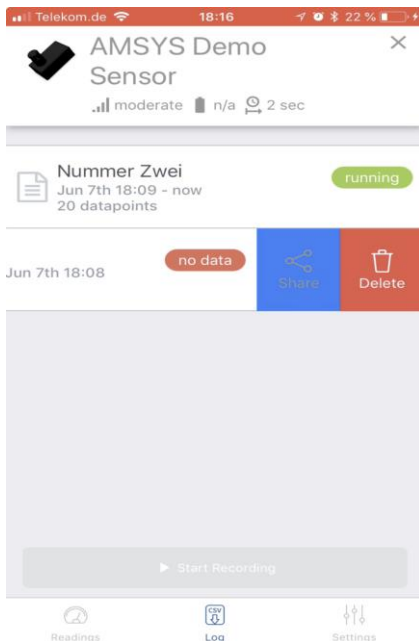 Telekom.de 18:16 22 %
AMSYS Demo
Sensor
moderate n/a 2 sec
Nummer Zwei
Jun 7th 18:09 - now
20 datapoints
running
Jun 7th 18:08
no data
Share
Delete
Start Recording
CSV
Readings Log Settings